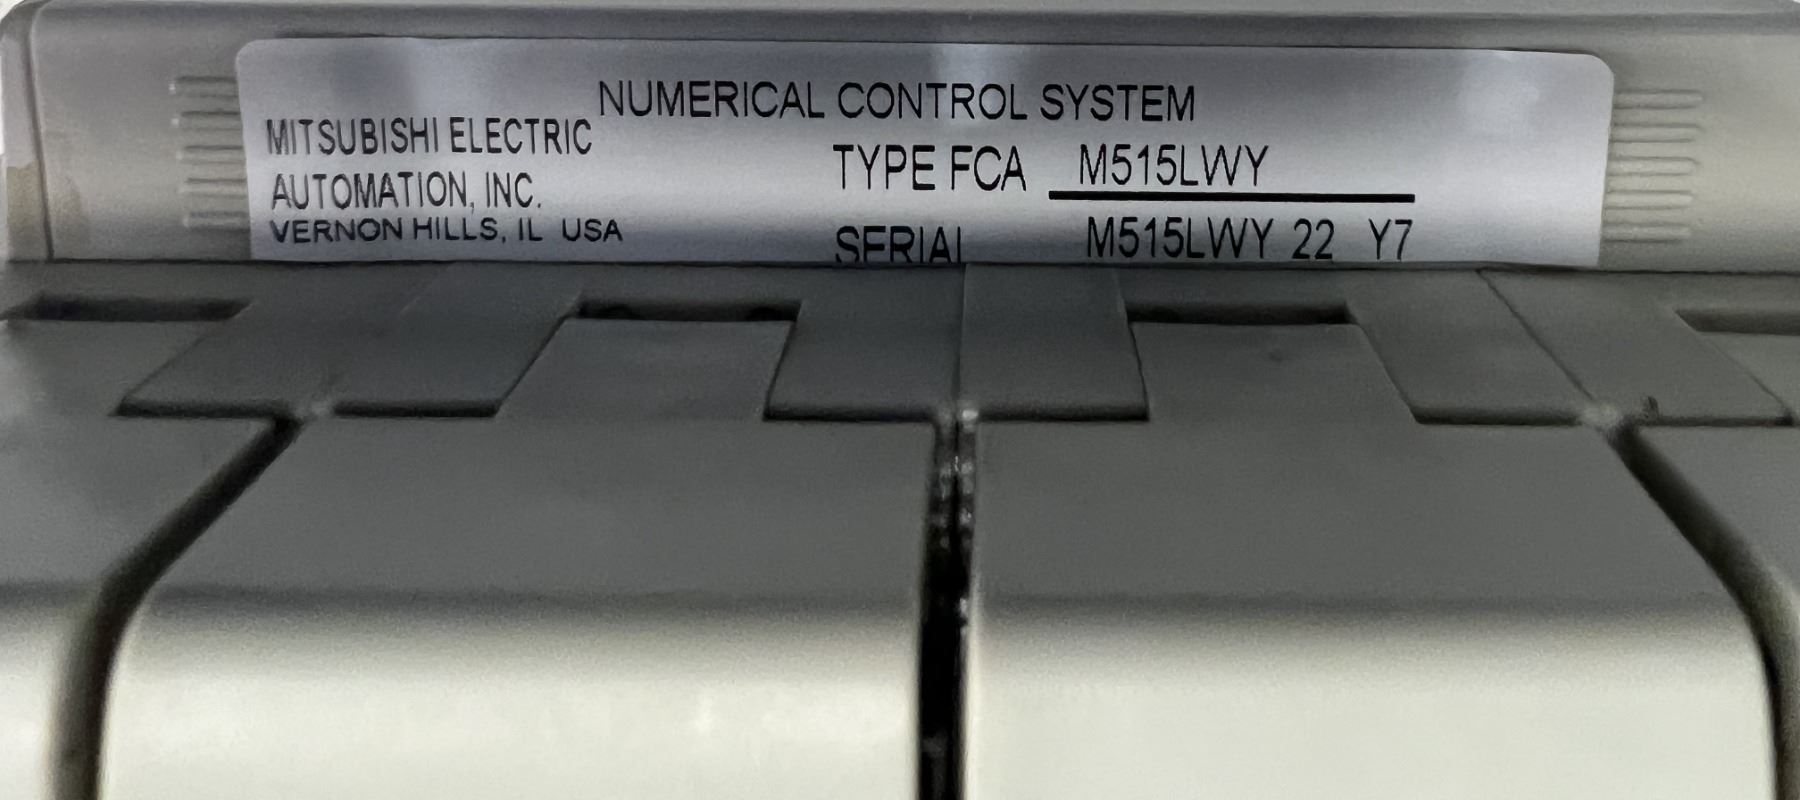 NUMERICAL CONTROL SYSTEM
MITSUBISHI ELECTRIC
AUTOMATION, INC.
VERNON HILLS, IL USA
TYPE FCA M515LWY
SERIAL M515LWY 22 Y7